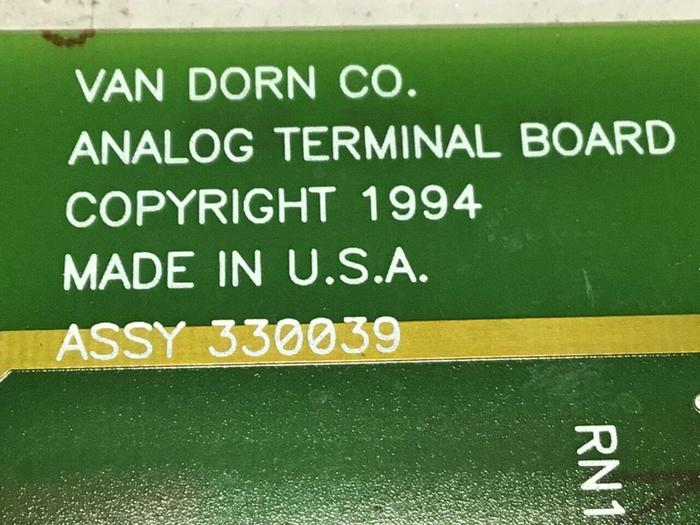 VAN DORN CO.
ANALOG TERMINAL BOARD
COPYRIGHT 1994
MADE IN U.S.A.
ASSY 330039
RN1